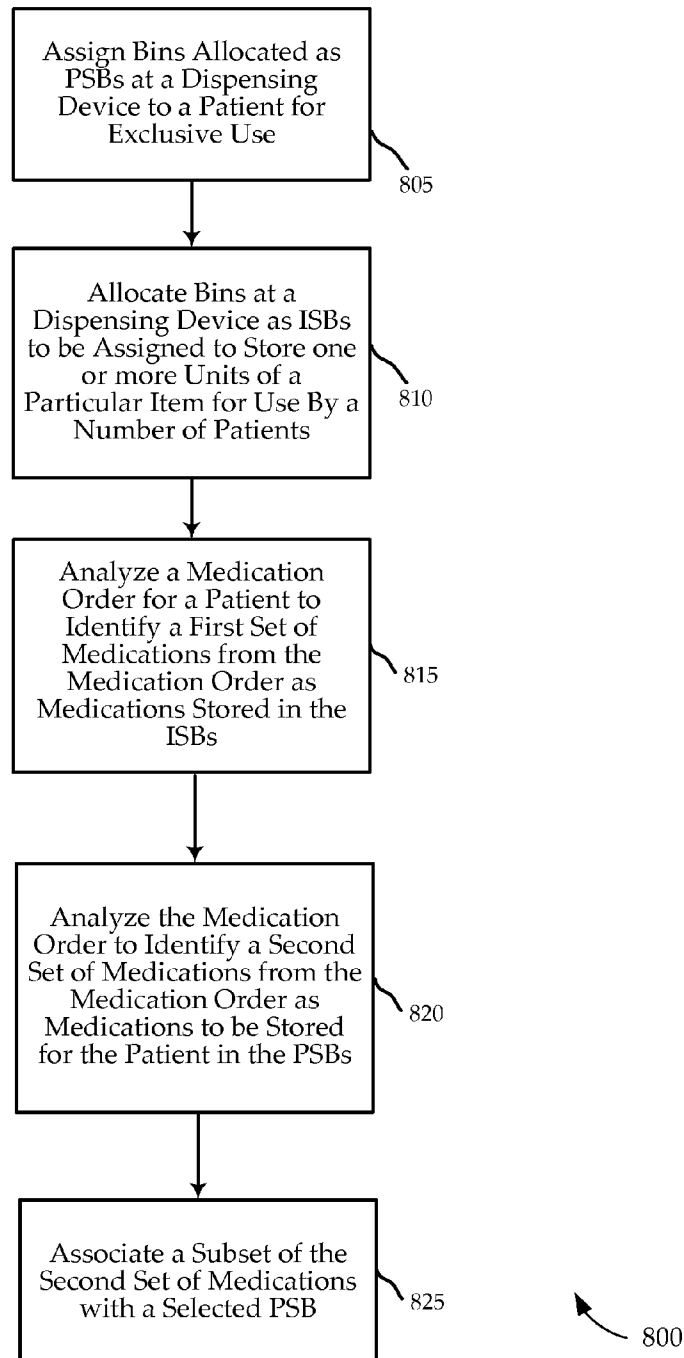 Assign Bins Allocated as
PSBs at a Dispensing
Device to a Patient for
Exclusive Use
805
Allocate Bins at a
Dispensing Device as ISBs
to be Assigned to Store one
or more Units of a
Particular Item for Use By a
Number of Patients
810
Analyze a Medication
Order for a Patient to
Identify a First Set of
Medications from the
Medication Order as
Medications Stored in the
ISBs
815
Analyze the Medication
Order to Identify a Second
Set of Medications from the
Medication Order as
Medications to be Stored
for the Patient in the PSBs
820
Associate a Subset of the
Second Set of Medications
with a Selected PSB
825
800